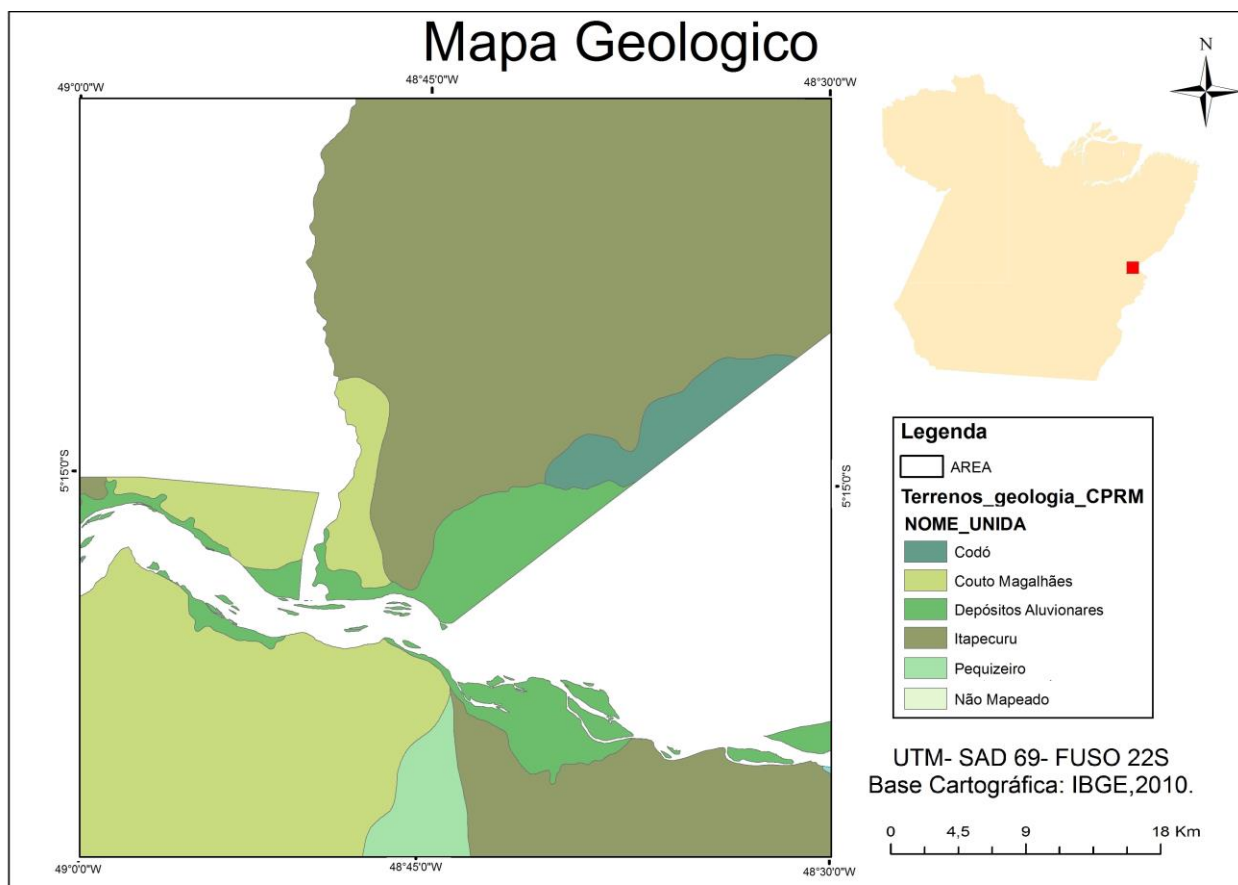 Mapa Geologico
49°0'0"W
48°45'0"W
48°30'0"W
N
5°15'0"S
5°15'0"S
49°0'0"W
48°45'0"W
48°30'0"W
Legenda
AREA
Terrenos_geologia_CPRM
NOME_UNIDA
Codó
Couto Magalhães
Depósitos Aluvionares
Itapecuru
Pequizeiro
Não Mapeado
UTM- SAD 69- FUSO 22S
Base Cartográfica: IBGE,2010.
0 4,5 9 18 Km